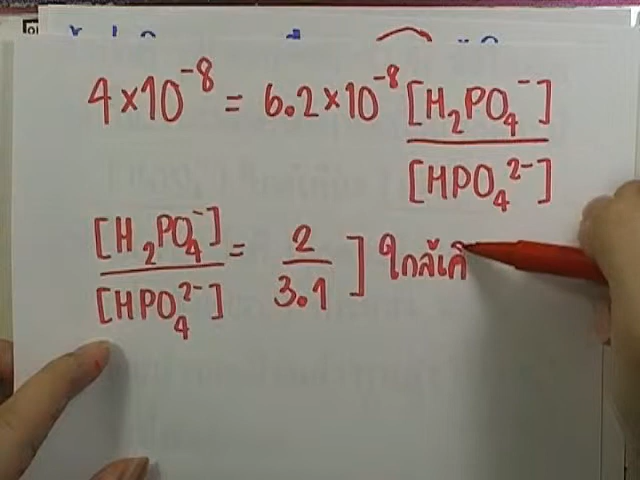 4×10⁻⁸ = 6.2×10⁻⁸ [H₂PO₄⁻]
[HPO₄²⁻]
[H₂PO₄⁻] = 2 ] ใกล้เคี
[HPO₄²⁻] 3.1